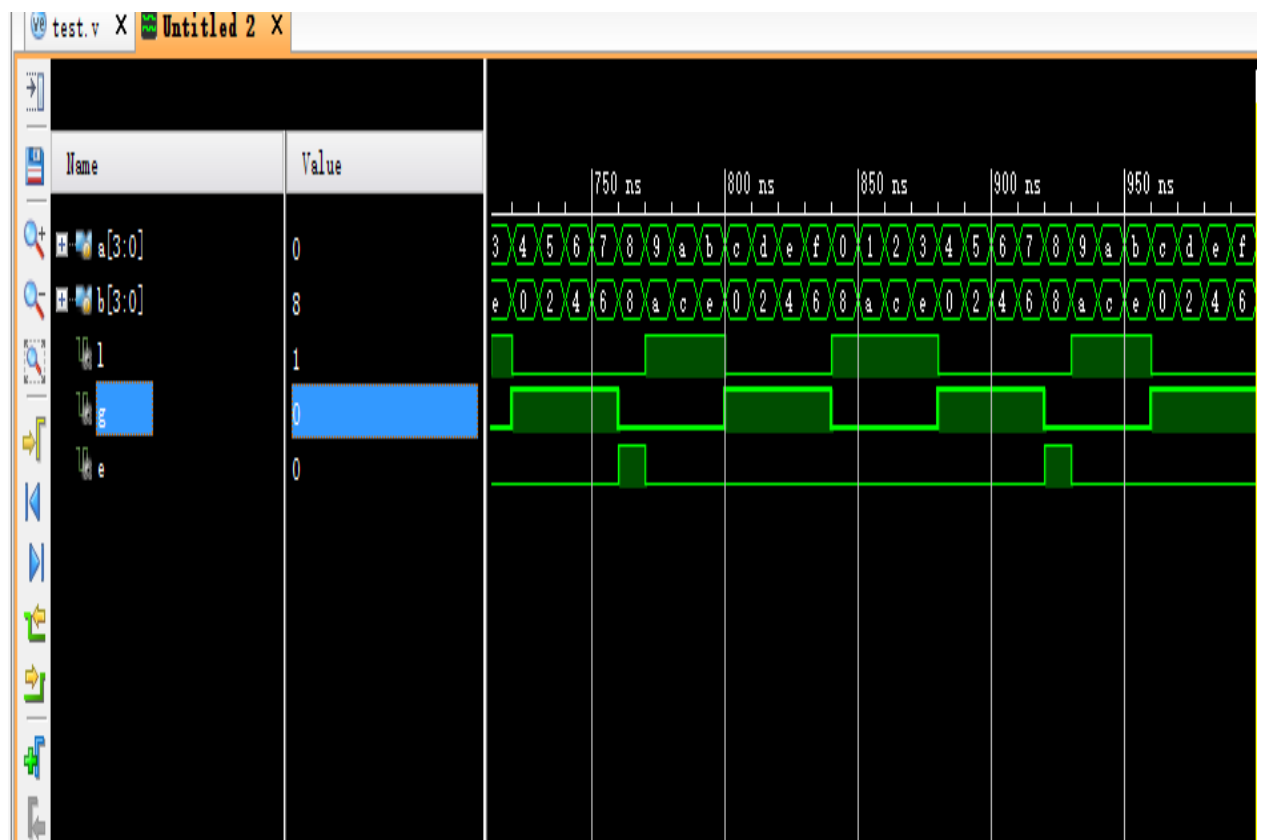 test.v X Untitled 2 X
Name Value
750 ns 800 ns 850 ns 900 ns 950 ns
a[3:0] 0 3 4 5 6 7 8 9 a b c d e f 0 1 2 3 4 5 6 7 8 9 a b c d e f
b[3:0] 8 e 0 2 4 6 8 a c e 0 2 4 6 8 a c e 0 2 4 6 8 a c e 0 2 4 6
l 1
g 0
e 0